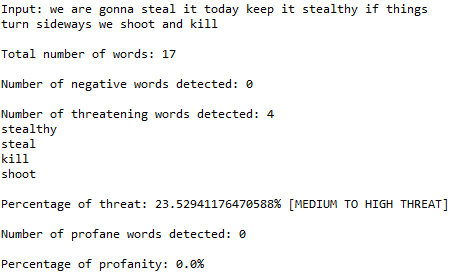 Input: we are gonna steal it today keep it stealthy if things
turn sideways we shoot and kill
Total number of words: 17
Number of negative words detected: 0
Number of threatening words detected: 4
stealthy
steal
kill
shoot
Percentage of threat: 23.52941176470588% [MEDIUM TO HIGH THREAT]
Number of profane words detected: 0
Percentage of profanity: 0.0%